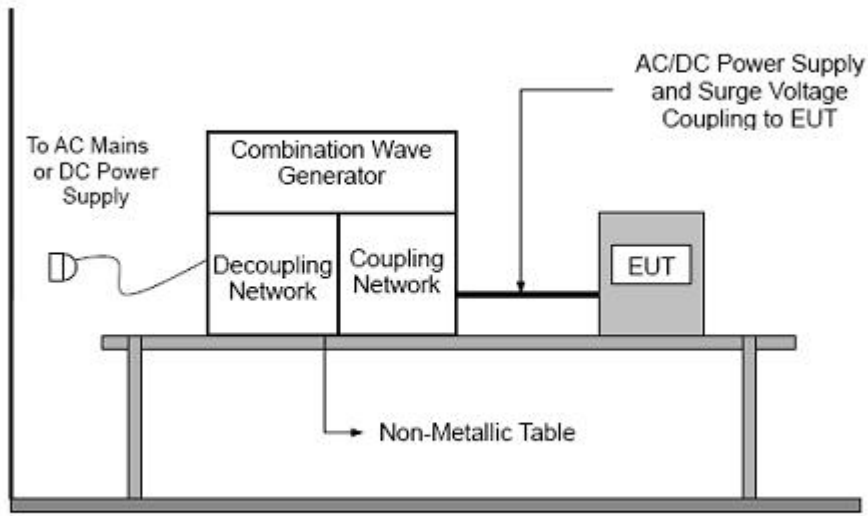 AC/DC Power Supply
and Surge Voltage
Coupling to EUT
To AC Mains
or DC Power
Supply
Combination Wave
Generator
Decoupling
Network
Coupling
Network
EUT
Non-Metallic Table